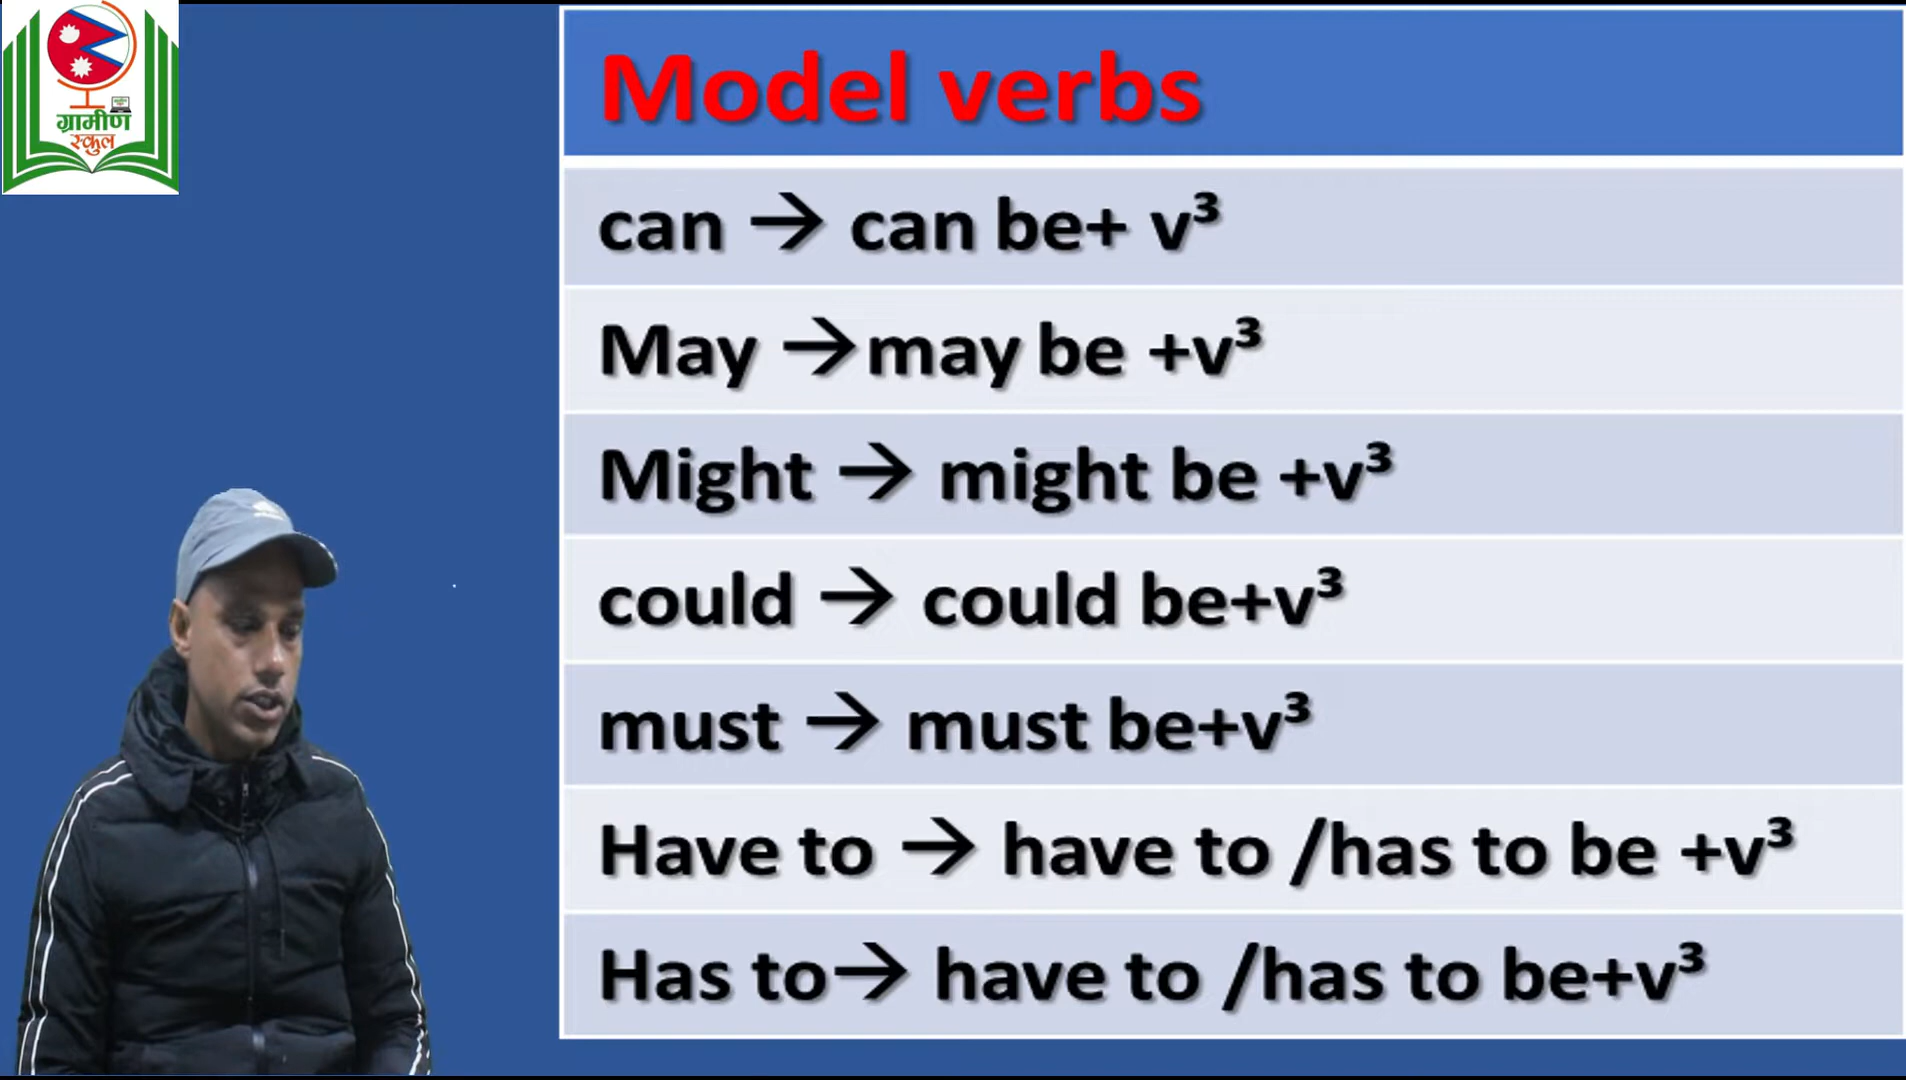 ग्रामीण
स्कुल
Model verbs
can → can be+ v³
May →may be +v³
Might → might be +v³
could → could be+v³
must → must be+v³
Have to → have to /has to be +v³
Has to→ have to /has to be+v³